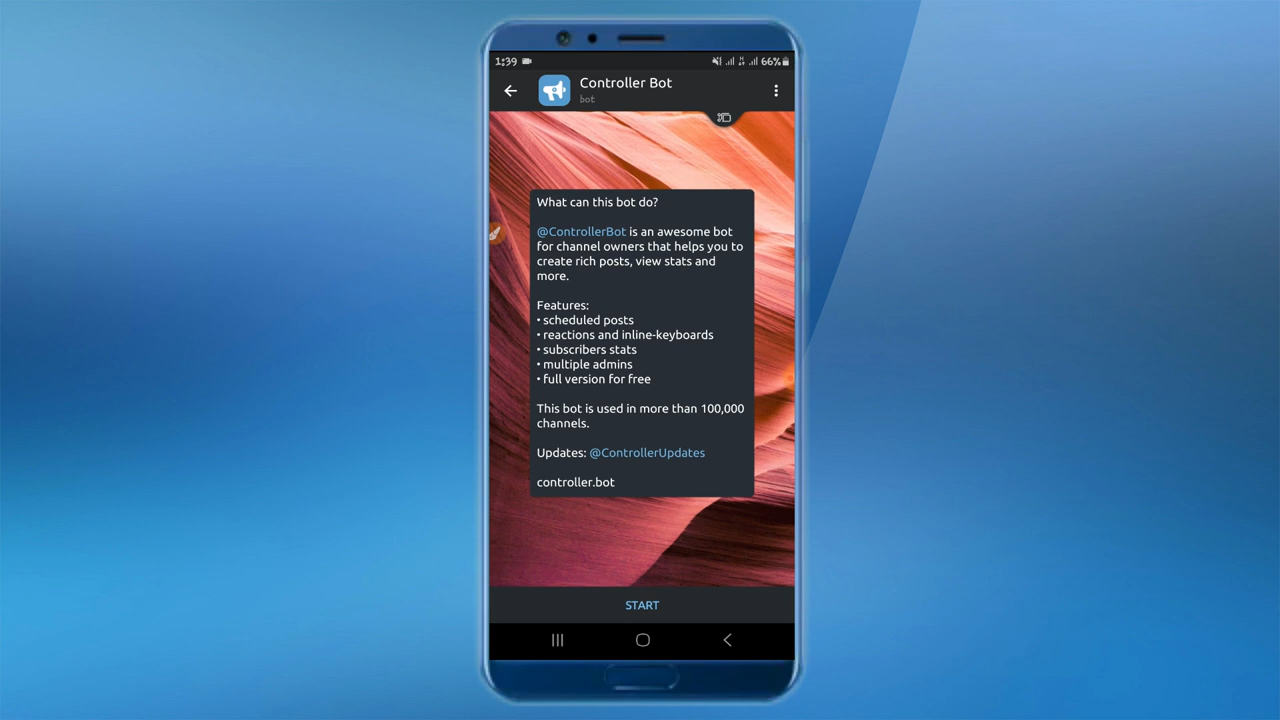 1:39
66%
Controller Bot
bot
What can this bot do?
@ControllerBot is an awesome bot
for channel owners that helps you to
create rich posts, view stats and
more.
Features:
• scheduled posts
• reactions and inline-keyboards
• subscribers stats
• multiple admins
• full version for free
This bot is used in more than 100,000
channels.
Updates: @ControllerUpdates
controller.bot
START